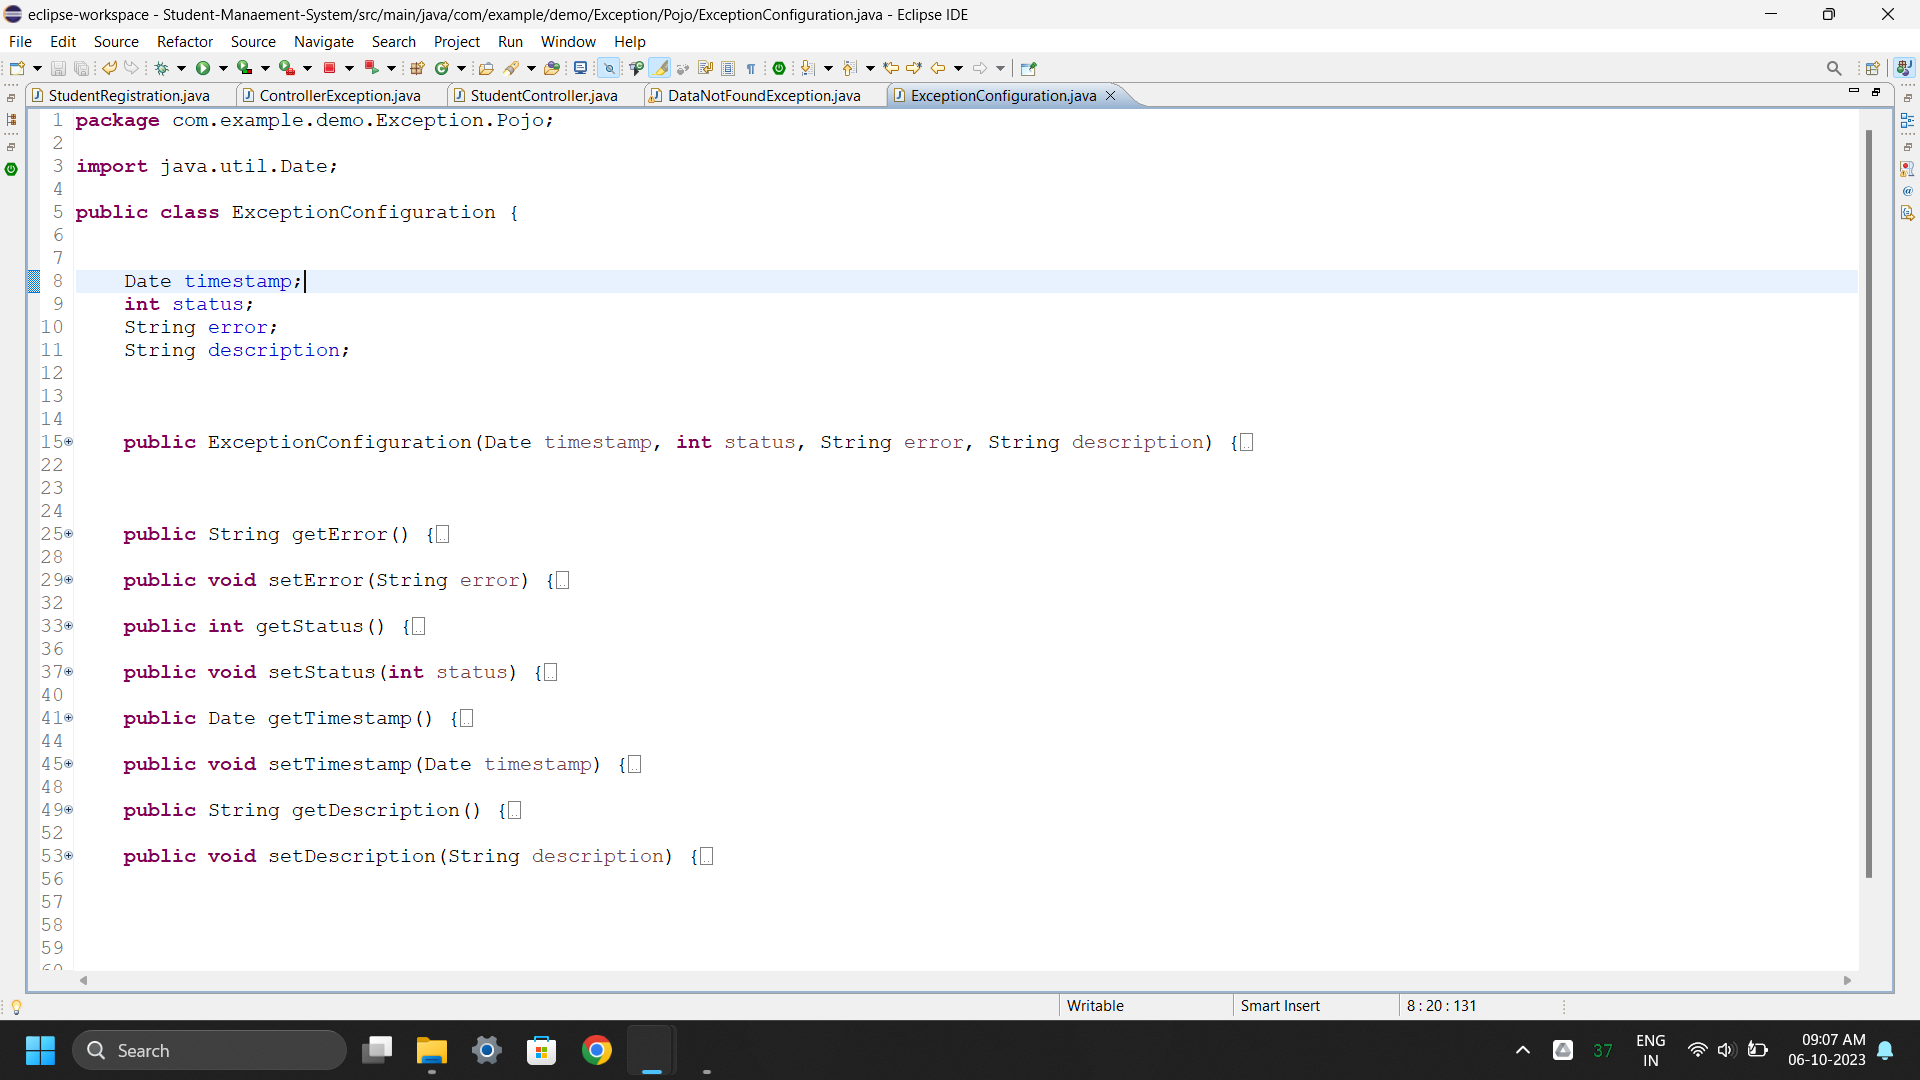 eclipse-workspace - Student-Manaement-System/src/main/java/com/example/demo/Exception/Pojo/ExceptionConfiguration.java - Eclipse IDE
File Edit Source Refactor Source Navigate Search Project Run Window Help
StudentRegistration.java ControllerException.java StudentController.java DataNotFoundException.java ExceptionConfiguration.java
1 package com.example.demo.Exception.Pojo;
2
3 import java.util.Date;
4
5 public class ExceptionConfiguration {
6
7
8 Date timestamp;
9 int status;
10 String error;
11 String description;
12
13
14
15 public ExceptionConfiguration(Date timestamp, int status, String error, String description) {
22
23
24
25 public String getError() {
28
29 public void setError(String error) {
32
33 public int getStatus() {
36
37 public void setStatus(int status) {
40
41 public Date getTimestamp() {
44
45 public void setTimestamp(Date timestamp) {
48
49 public String getDescription() {
52
53 public void setDescription(String description) {
56
57
58
59
60
Writable Smart Insert 8 : 20 : 131
Search 37 ENG IN 09:07 AM
06-10-2023